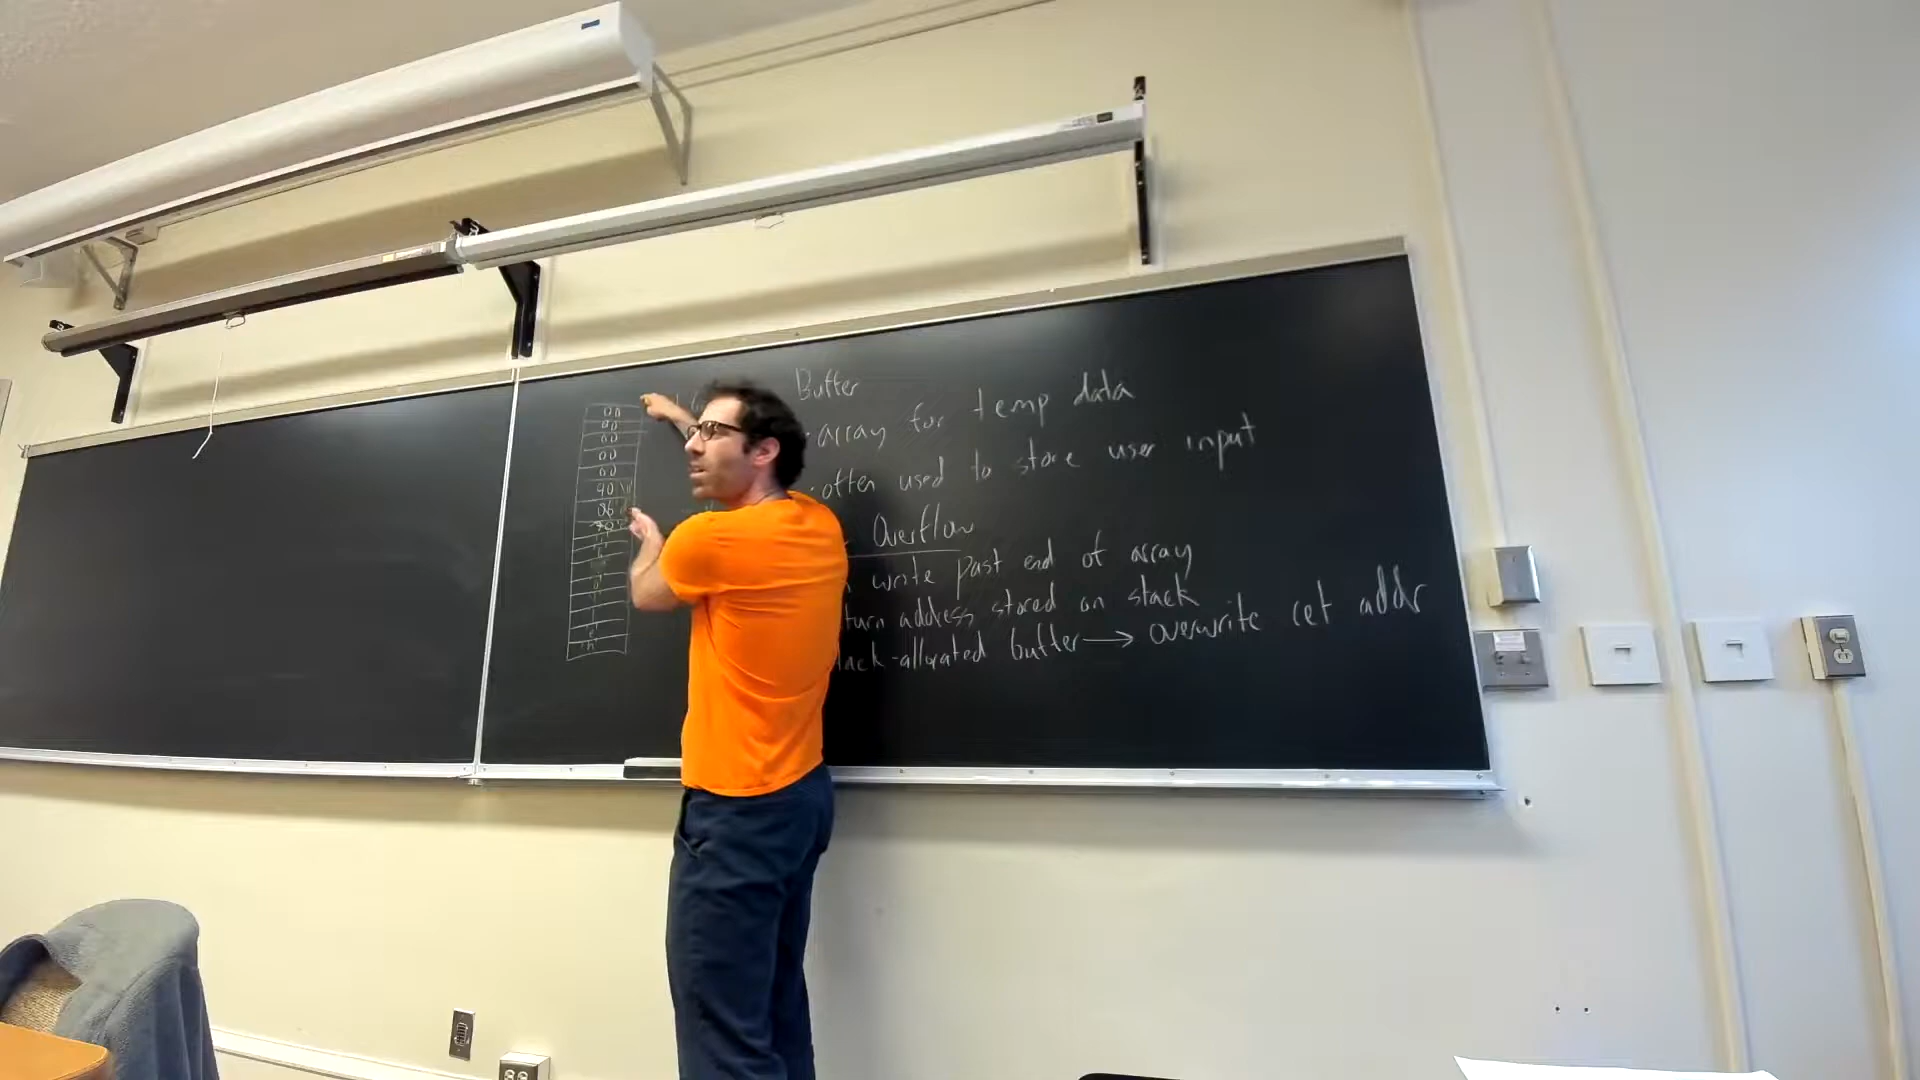 00
00
00
00
00
40
06
Buffer
· array for temp data
· often used to store user input
Overflow
write past end of array
turn address stored on stack
tack-allocated buffer → overwrite ret addr